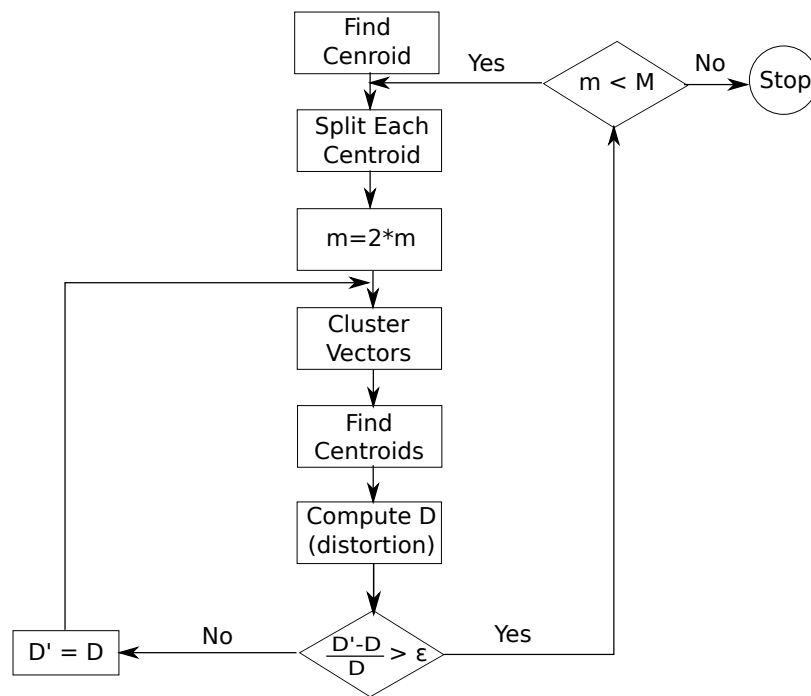 Find
Cenroid
Yes
m < M
No
Stop
Split Each
Centroid
m=2*m
Cluster
Vectors
Find
Centroids
Compute D
(distortion)
D' = D
No
D'-D
D
> ε
Yes